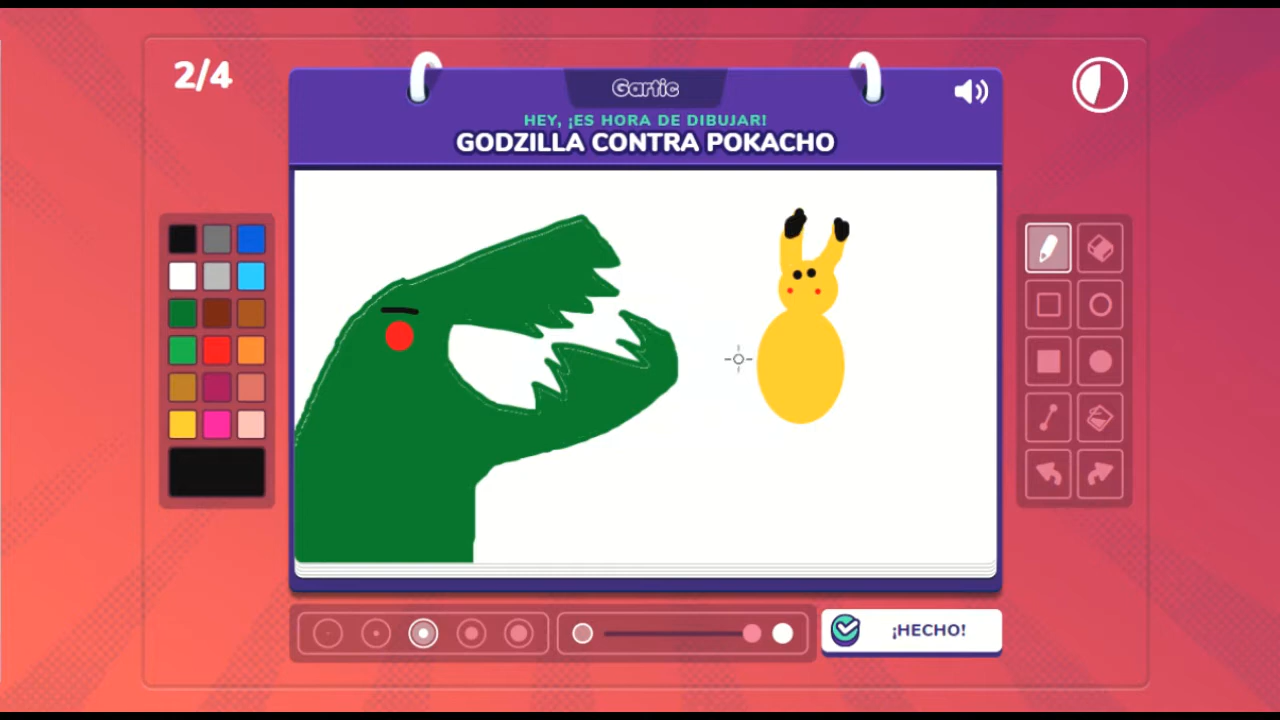 2/4
Gartic
HEY, ¡ES HORA DE DIBUJAR!
GODZILLA CONTRA POKACHO
¡HECHO!